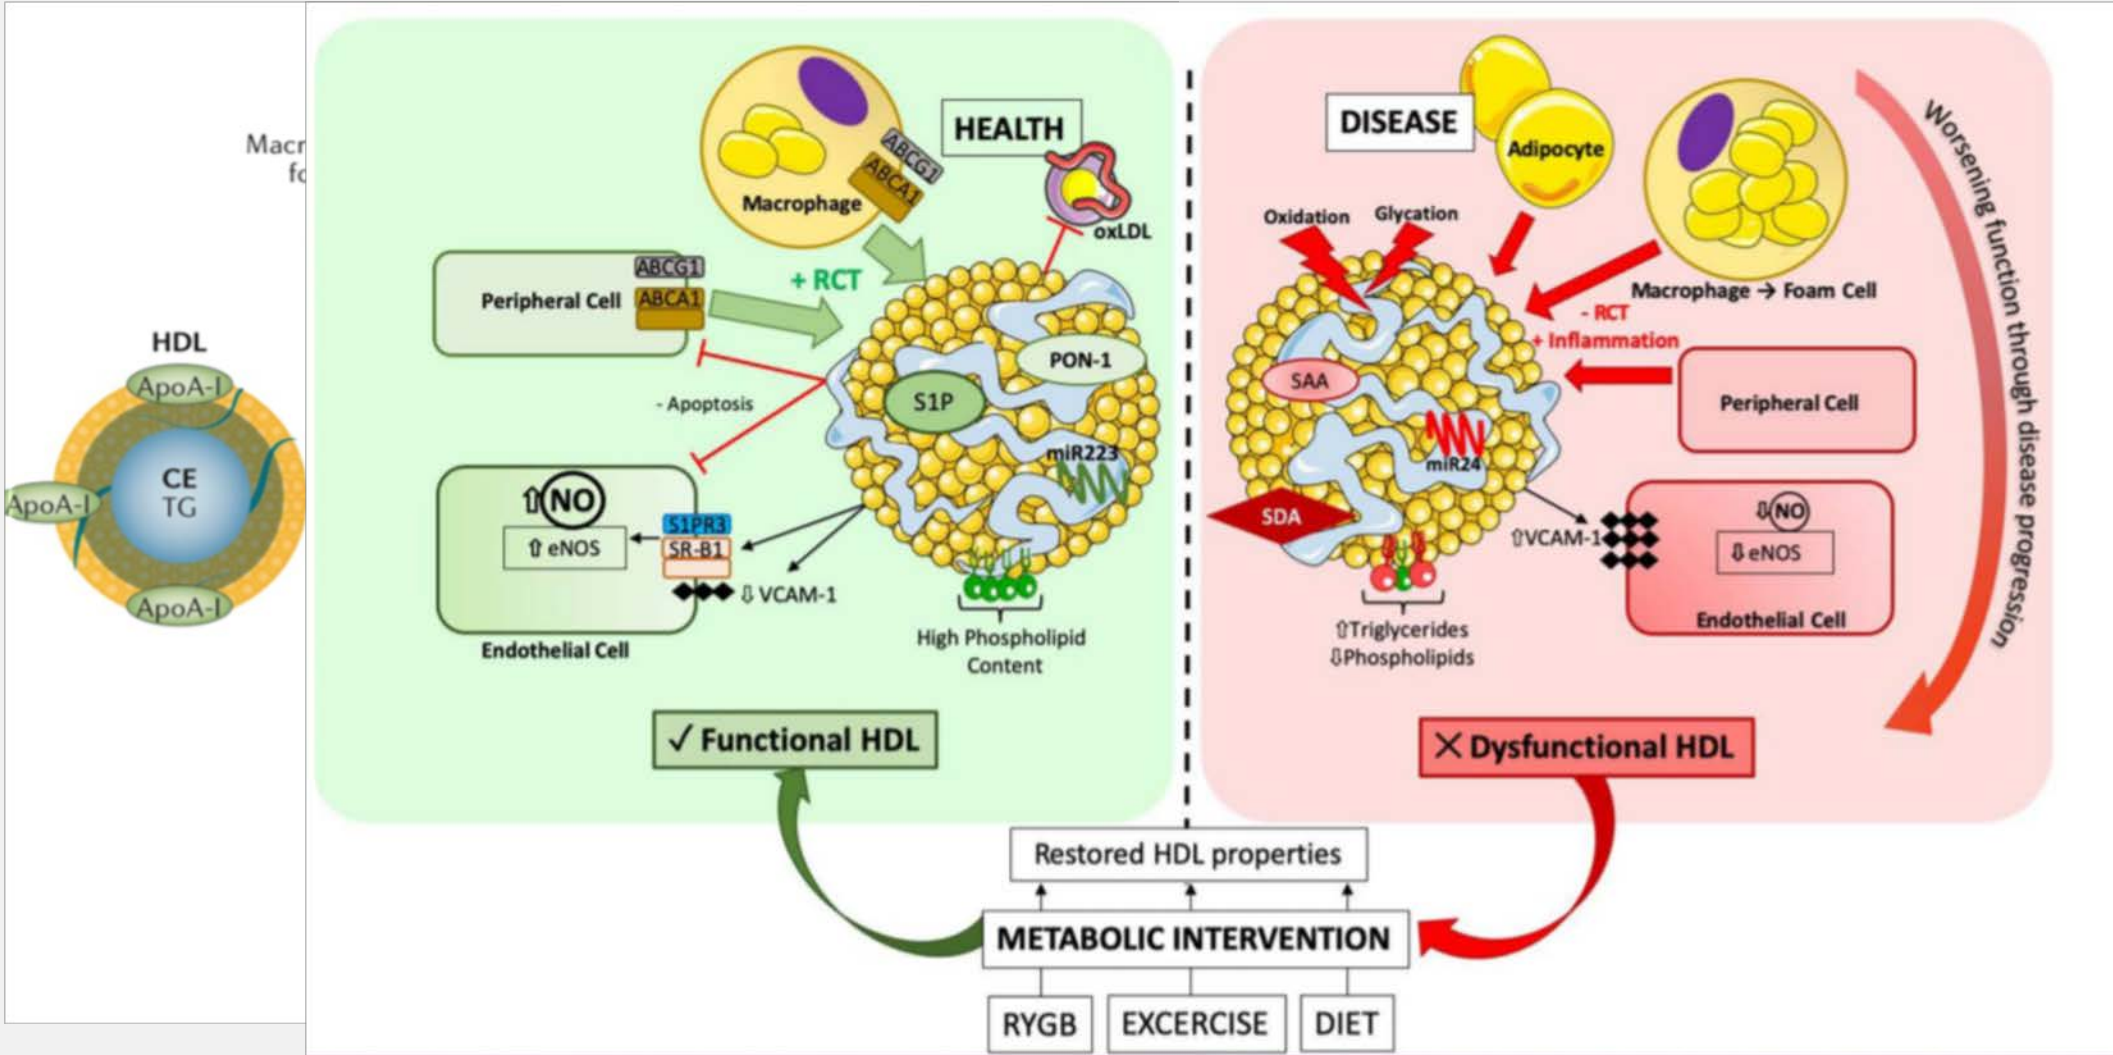 Macr
fo
HDL
ApoA-I
ApoA-I
CE
TG
ApoA-I
HEALTH
ABCG1
ABCA1
Macrophage
oxLDL
ABCG1
ABCA1
Peripheral Cell
+ RCT
PON-1
S1P
- Apoptosis
miR223
⇧NO
⇧ eNOS
S1PR3
SR-B1
⇩ VCAM-1
Endothelial Cell
High Phospholipid
Content
✓ Functional HDL
DISEASE
Adipocyte
Oxidation
Glycation
Macrophage → Foam Cell
- RCT
+ Inflammation
SAA
Peripheral Cell
miR24
SDA
⇧VCAM-1
⇩NO
⇩eNOS
Endothelial Cell
⇧Triglycerides
⇩Phospholipids
Worsening function through disease progression
✕ Dysfunctional HDL
Restored HDL properties
METABOLIC INTERVENTION
RYGB
EXCERCISE
DIET